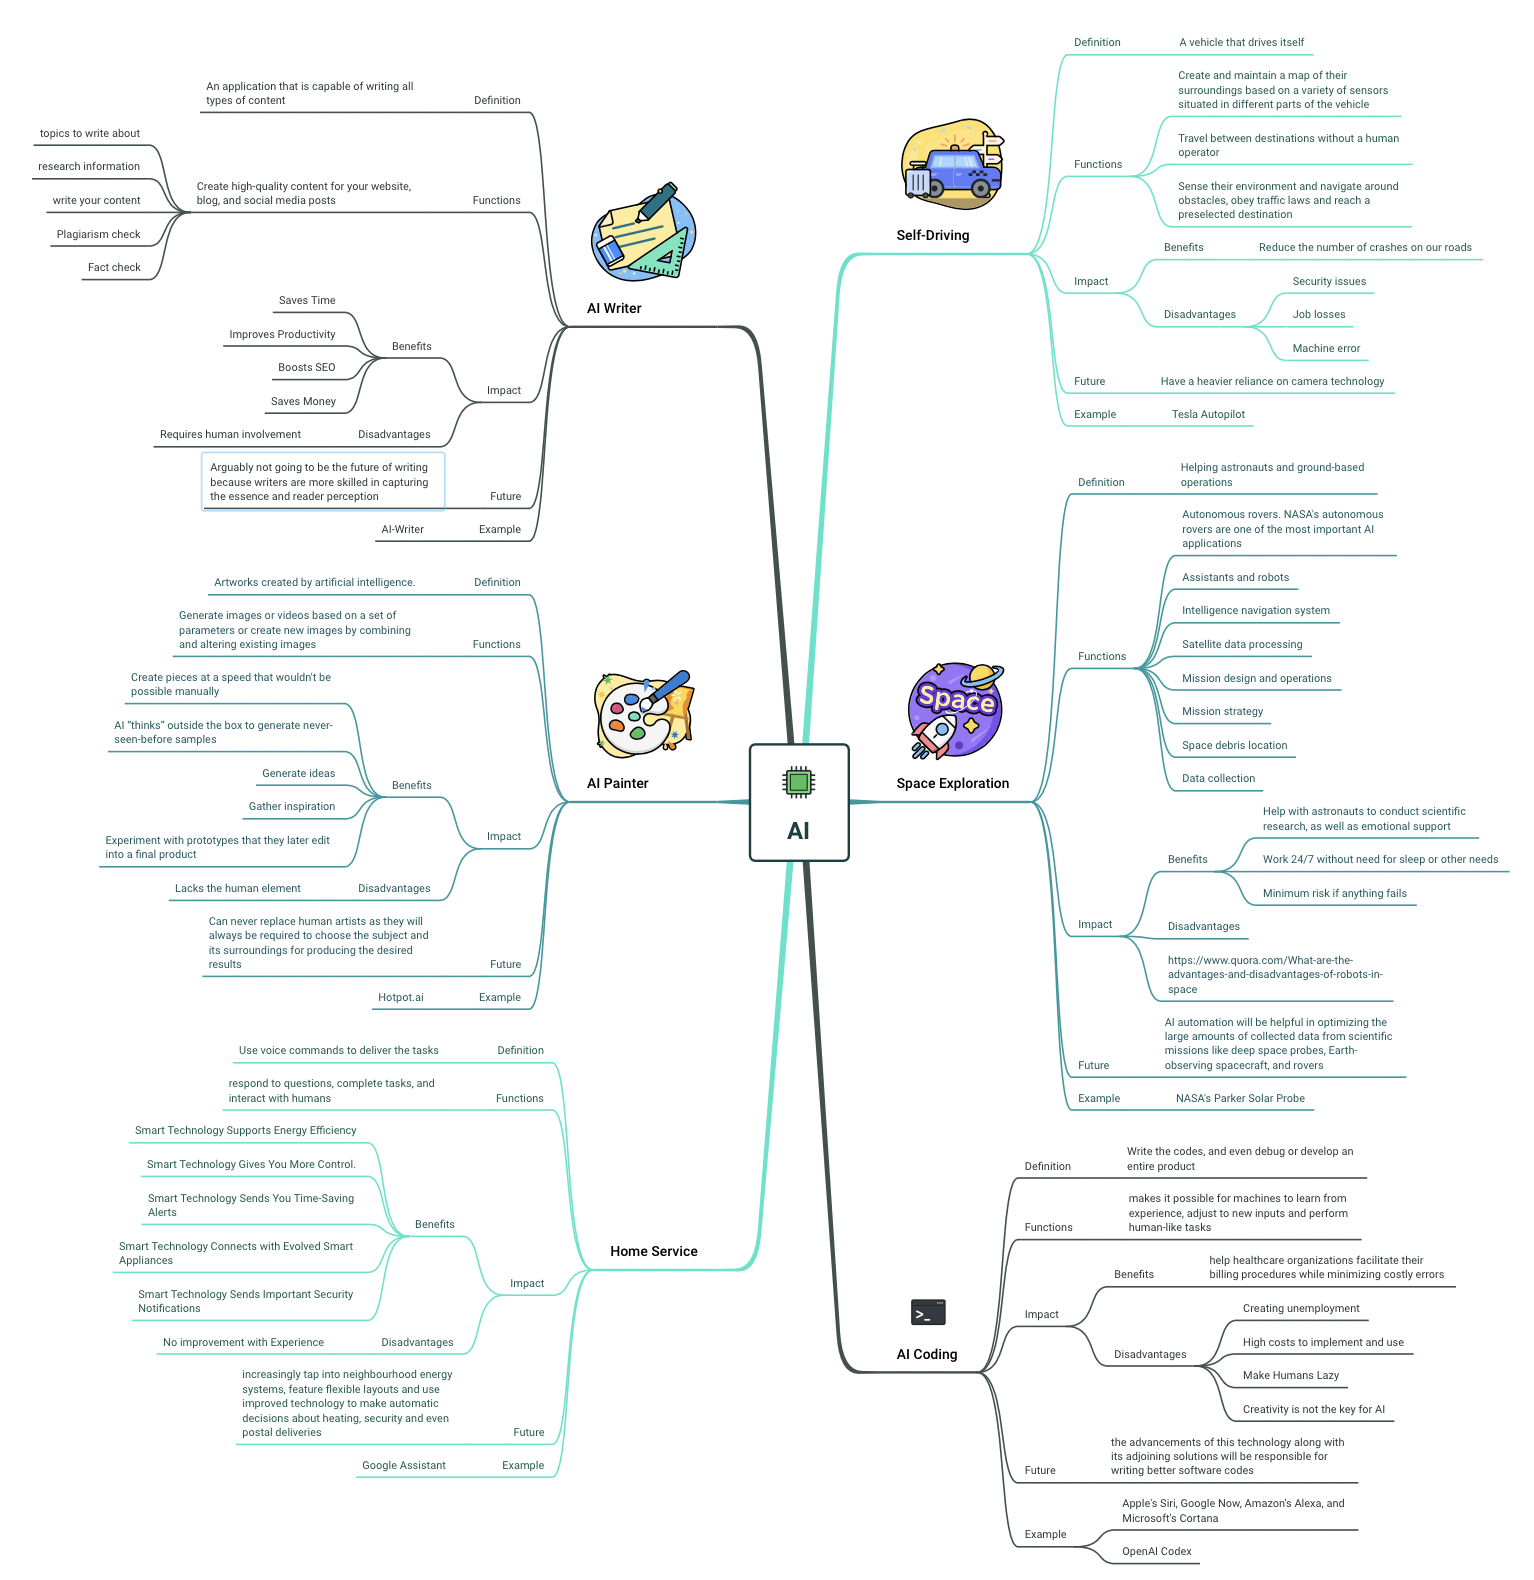 AI
AI Writer
Definition
An application that is capable of writing all
types of content
Functions
Create high-quality content for your website,
blog, and social media posts
topics to write about
research information
write your content
Plagiarism check
Fact check
Impact
Benefits
Saves Time
Improves Productivity
Boosts SEO
Saves Money
Disadvantages
Requires human involvement
Future
Arguably not going to be the future of writing
because writers are more skilled in capturing
the essence and reader perception
Example
AI-Writer
AI Painter
Definition
Artworks created by artificial intelligence.
Functions
Generate images or videos based on a set of
parameters or create new images by combining
and altering existing images
Impact
Benefits
Create pieces at a speed that wouldn't be
possible manually
AI "thinks" outside the box to generate never-
seen-before samples
Generate ideas
Gather inspiration
Experiment with prototypes that they later edit
into a final product
Disadvantages
Lacks the human element
Future
Can never replace human artists as they will
always be required to choose the subject and
its surroundings for producing the desired
results
Example
Hotpot.ai
Home Service
Definition
Use voice commands to deliver the tasks
Functions
respond to questions, complete tasks, and
interact with humans
Impact
Benefits
Smart Technology Supports Energy Efficiency
Smart Technology Gives You More Control.
Smart Technology Sends You Time-Saving
Alerts
Smart Technology Connects with Evolved Smart
Appliances
Smart Technology Sends Important Security
Notifications
Disadvantages
No improvement with Experience
Future
increasingly tap into neighbourhood energy
systems, feature flexible layouts and use
improved technology to make automatic
decisions about heating, security and even
postal deliveries
Example
Google Assistant
Self-Driving
Definition
A vehicle that drives itself
Functions
Create and maintain a map of their
surroundings based on a variety of sensors
situated in different parts of the vehicle
Travel between destinations without a human
operator
Sense their environment and navigate around
obstacles, obey traffic laws and reach a
preselected destination
Impact
Benefits
Reduce the number of crashes on our roads
Disadvantages
Security issues
Job losses
Machine error
Future
Have a heavier reliance on camera technology
Example
Tesla Autopilot
Space
Space Exploration
Definition
Helping astronauts and ground-based
operations
Functions
Autonomous rovers. NASA's autonomous
rovers are one of the most important AI
applications
Assistants and robots
Intelligence navigation system
Satellite data processing
Mission design and operations
Mission strategy
Space debris location
Data collection
Impact
Benefits
Help with astronauts to conduct scientific
research, as well as emotional support
Work 24/7 without need for sleep or other needs
Minimum risk if anything fails
Disadvantages
https://www.quora.com/What-are-the-
advantages-and-disadvantages-of-robots-in-
space
Future
AI automation will be helpful in optimizing the
large amounts of collected data from scientific
missions like deep space probes, Earth-
observing spacecraft, and rovers
Example
NASA's Parker Solar Probe
>_
AI Coding
Definition
Write the codes, and even debug or develop an
entire product
Functions
makes it possible for machines to learn from
experience, adjust to new inputs and perform
human-like tasks
Impact
Benefits
help healthcare organizations facilitate their
billing procedures while minimizing costly errors
Disadvantages
Creating unemployment
High costs to implement and use
Make Humans Lazy
Creativity is not the key for AI
Future
the advancements of this technology along with
its adjoining solutions will be responsible for
writing better software codes
Example
Apple's Siri, Google Now, Amazon's Alexa, and
Microsoft's Cortana
OpenAI Codex